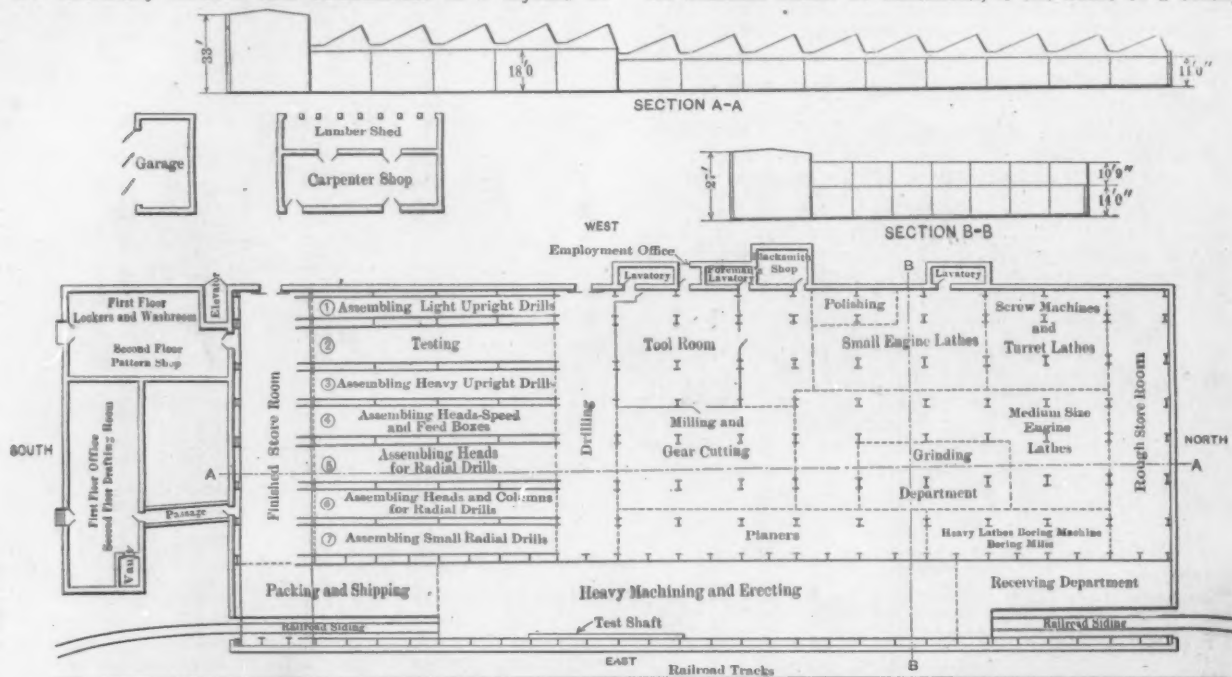 33'
18'0
11'0"
SECTION A-A
Garage
Lumber Shed
Carpenter Shop
27'
10'9"
14'0"
SECTION B-B
WEST
Employment Office
Blacksmith
Shop
Lavatory
Foreman's
Lavatory
Lavatory
B
Elevator
First Floor
Lockers and Washroom
Second Floor
Pattern Shop
First Floor Office
Second Floor Drafting Room
Vault
Passage
SOUTH
A
Finished Store Room
① Assembling Light Upright Drills
② Testing
③ Assembling Heavy Upright Drills
④ Assembling Heads-Speed
and Feed Boxes
⑤ Assembling Heads
for Radial Drills
⑥ Assembling Heads and Columns
for Radial Drills
⑦ Assembling Small Radial Drills
Drilling
Tool Room
Milling and
Gear Cutting
Polishing
Small Engine Lathes
Screw Machines
and
Turret Lathes
Medium Size
Engine
Lathes
Grinding
Department
Planers
Heavy Lathes Boring Machine
Boring Mills
Rough Store Room
NORTH
A
Packing and Shipping
Heavy Machining and Erecting
Receiving Department
Railroad Siding
Test Shaft
Railroad Siding
EAST
Railroad Tracks
B